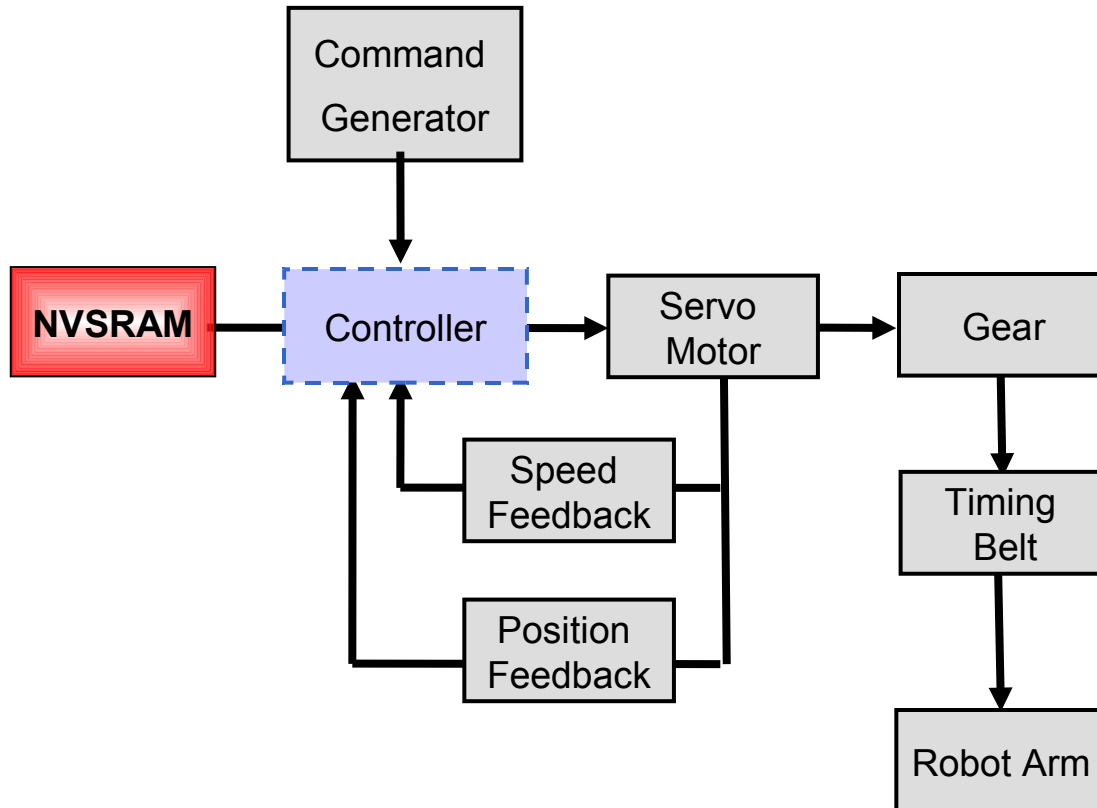 Command
Generator
NVSRAM
Controller
Servo
Motor
Gear
Speed
Feedback
Timing
Belt
Position
Feedback
Robot Arm